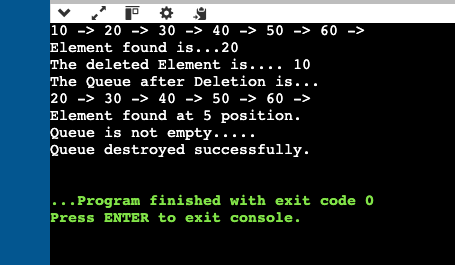 10 -> 20 -> 30 -> 40 -> 50 -> 60 ->
Element found is...20
The deleted Element is.... 10
The Queue after Deletion is...
20 -> 30 -> 40 -> 50 -> 60 ->
Element found at 5 position.
Queue is not empty.....
Queue destroyed successfully.
...Program finished with exit code 0
Press ENTER to exit console.